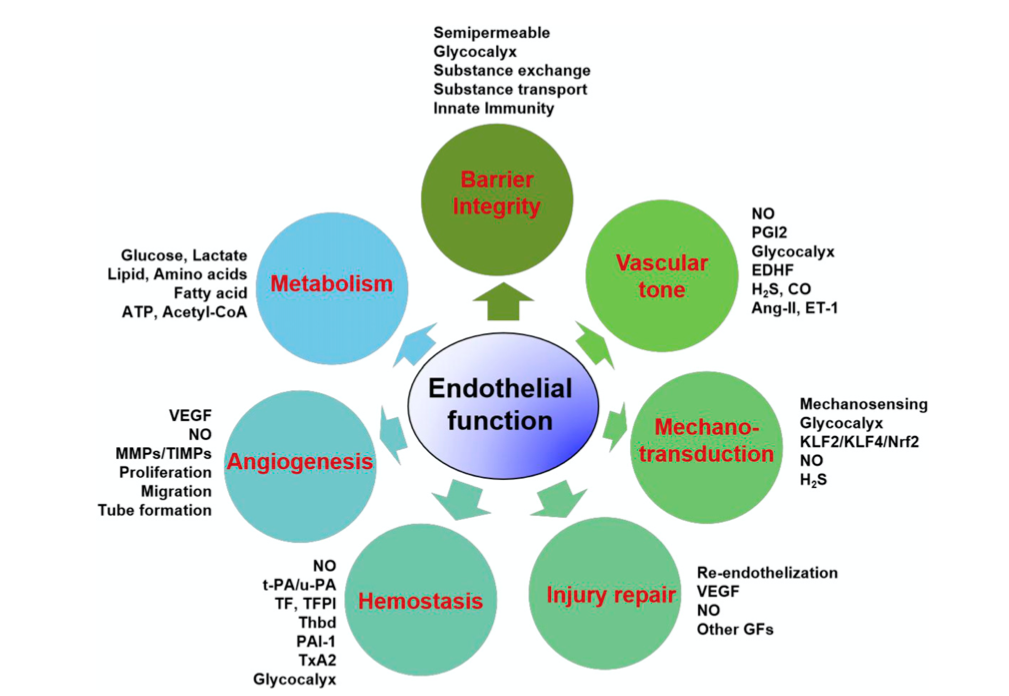 Semipermeable
Glycocalyx
Substance exchange
Substance transport
Innate Immunity
Barrier
Integrity
Vascular
tone
NO
PGI2
Glycocalyx
EDHF
H₂S, CO
Ang-II, ET-1
Mechano-
transduction
Mechanosensing
Glycocalyx
KLF2/KLF4/Nrf2
NO
H₂S
Injury repair
Re-endothelization
VEGF
NO
Other GFs
Hemostasis
NO
t-PA/u-PA
TF, TFPI
Thbd
PAI-1
TxA2
Glycocalyx
Angiogenesis
VEGF
NO
MMPs/TIMPs
Proliferation
Migration
Tube formation
Metabolism
Glucose, Lactate
Lipid, Amino acids
Fatty acid
ATP, Acetyl-CoA
Endothelial
function